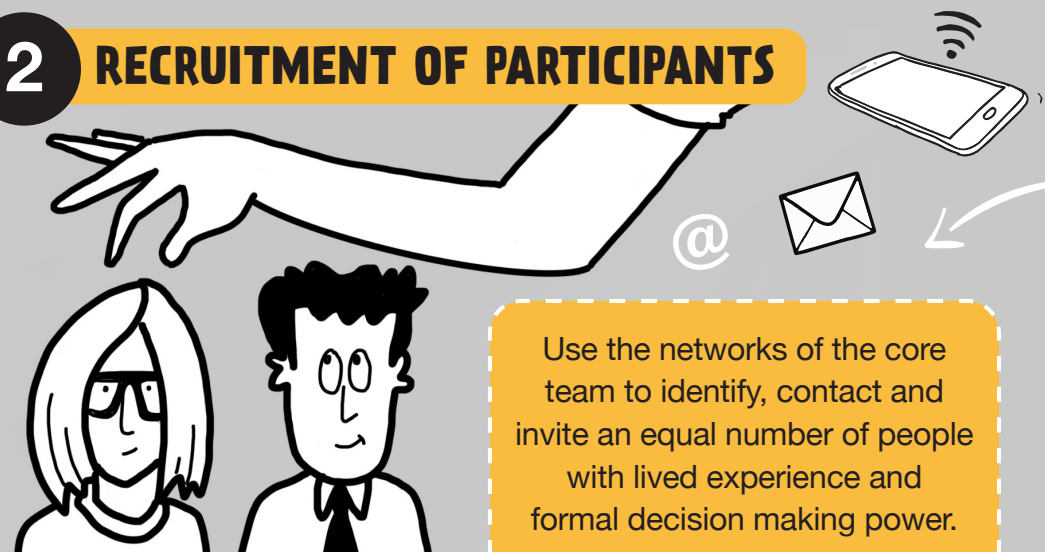 2 RECRUITMENT OF PARTICIPANTS
@
Use the networks of the core
team to identify, contact and
invite an equal number of people
with lived experience and
formal decision making power.